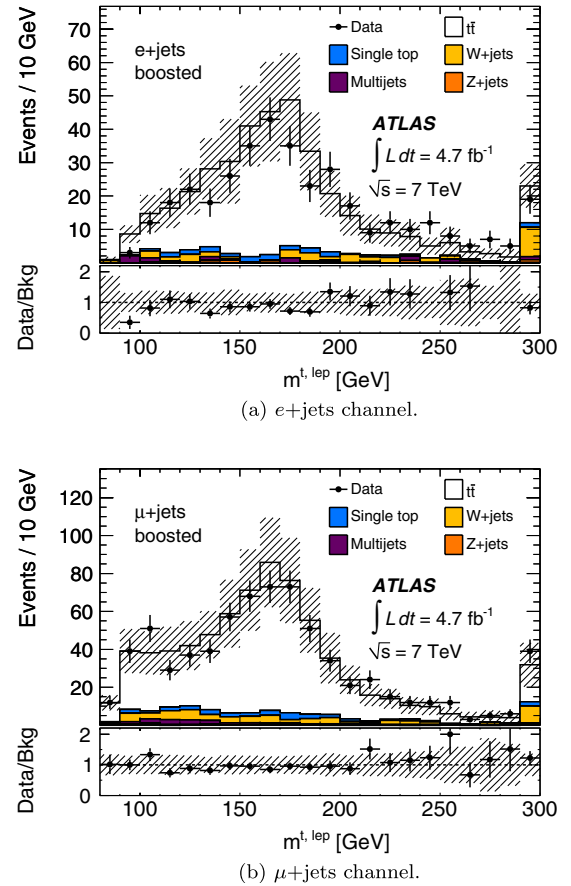 Events / 10 GeV
70
60
50
40
30
20
10
e+jets
boosted
Data
tt̄
Single top
W+jets
Multijets
Z+jets
ATLAS
∫ L dt = 4.7 fb⁻¹
√s = 7 TeV
Data/Bkg
2
1
0
100 150 200 250 300
mᵗ, ˡᵉᵖ [GeV]
(a) e+jets channel.
Events / 10 GeV
120
100
80
60
40
20
μ+jets
boosted
Data
tt̄
Single top
W+jets
Multijets
Z+jets
ATLAS
∫ L dt = 4.7 fb⁻¹
√s = 7 TeV
Data/Bkg
2
1
0
100 150 200 250 300
mᵗ, ˡᵉᵖ [GeV]
(b) μ+jets channel.